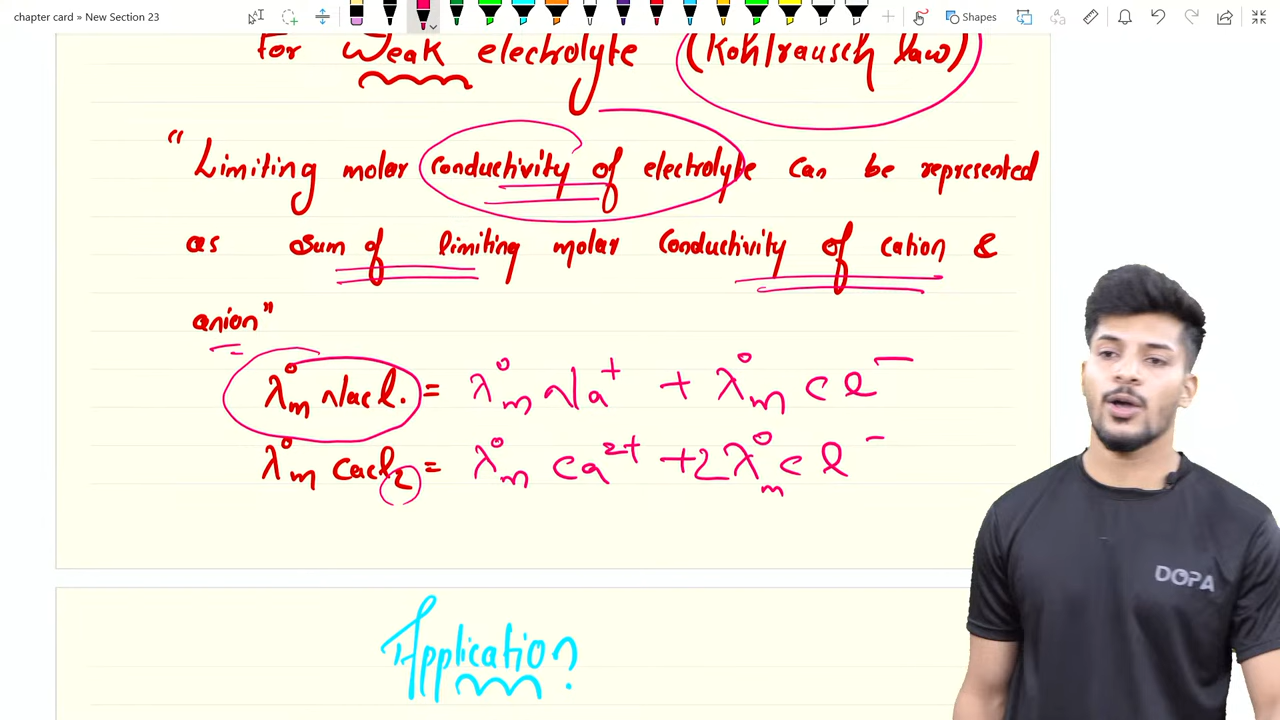 chapter card » New Section 23
Shapes
For Weak electrolyte (Kohlrausch law)
"Limiting molar conductivity of electrolyte can be represented
as sum of limiting molar conductivity of cation &
anion"
λ°m Nacl. = λ°m Na+ + λ°m cl−
λ°m cacl2 = λ°m ca2+ + 2λ°m cl−
DOPA
Application: